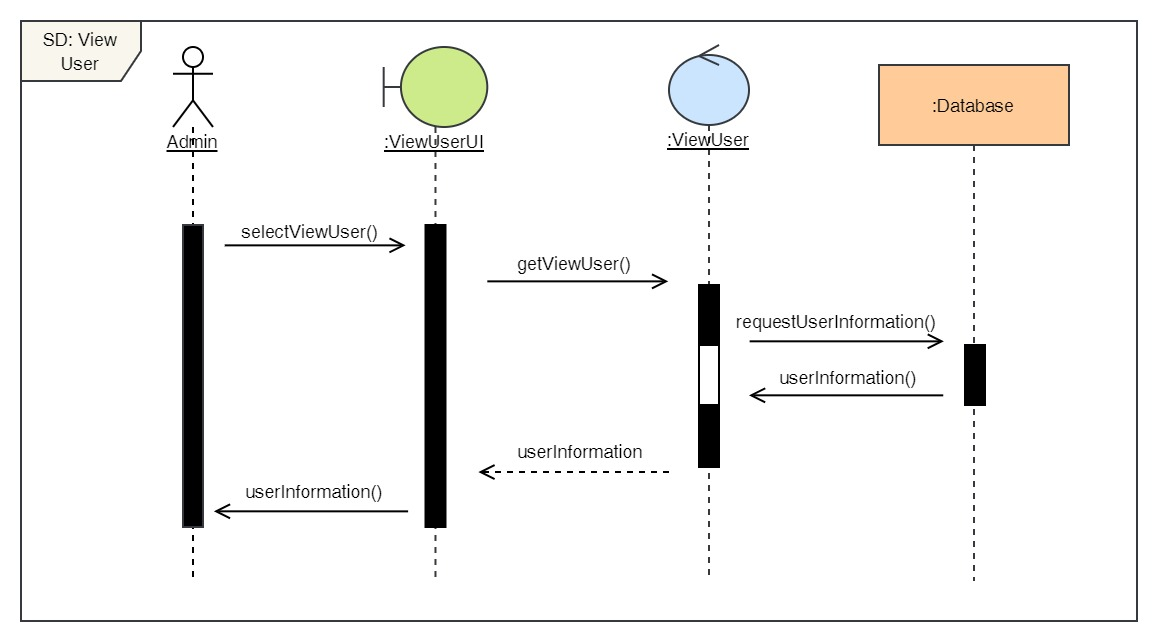 SD: View
User
Admin
:ViewUserUI
:ViewUser
:Database
selectViewUser()
getViewUser()
requestUserInformation()
userInformation()
userInformation
userInformation()